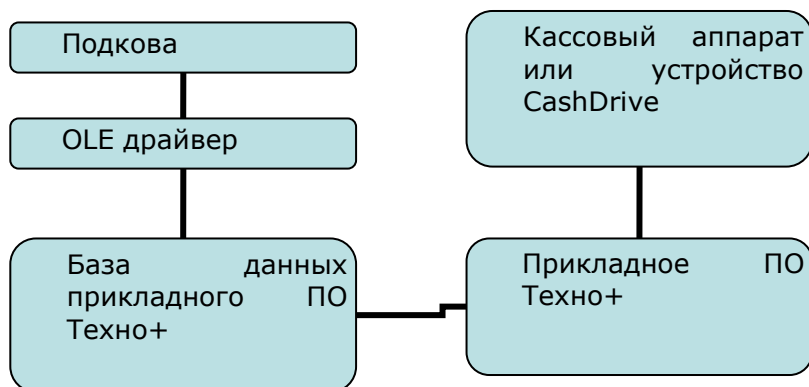 Подкова
OLE драйвер
База данных
прикладного ПО
Техно+
Кассовый аппарат
или устройство
CashDrive
Прикладное ПО
Техно+